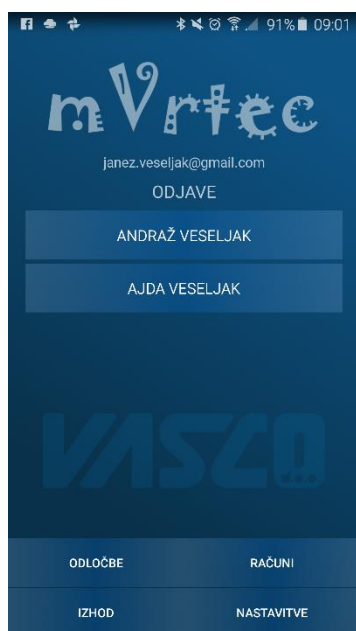 91% 09:01
mVrtec
janez.veseljak@gmail.com
ODJAVE
ANDRAŽ VESELJAK
AJDA VESELJAK
VASCO d.o.o.
ODLOČBE RAČUNI
IZHOD NASTAVITVE